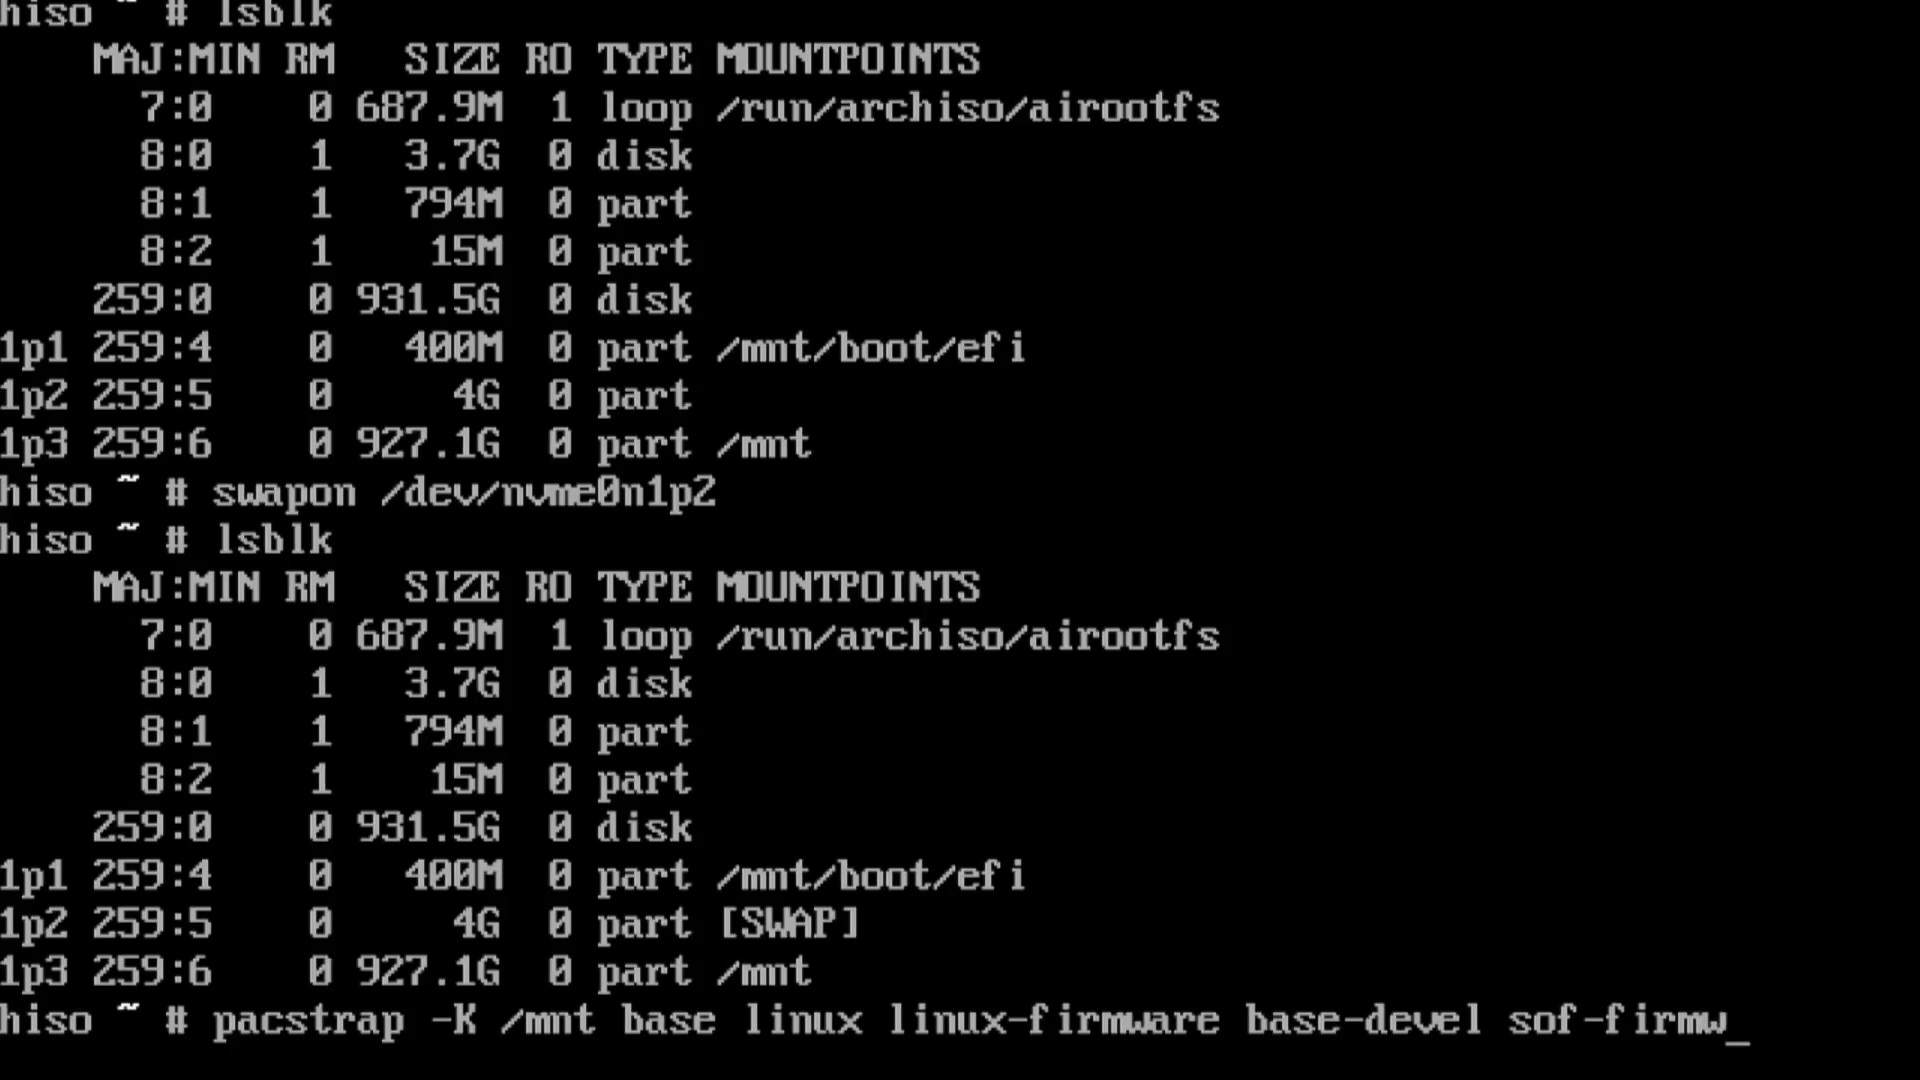 hiso ~ # lsblk
MAJ:MIN RM SIZE RO TYPE MOUNTPOINTS
7:0 0 687.9M 1 loop /run/archiso/airootfs
8:0 1 3.7G 0 disk
8:1 1 794M 0 part
8:2 1 15M 0 part
259:0 0 931.5G 0 disk
1p1 259:4 0 400M 0 part /mnt/boot/efi
1p2 259:5 0 4G 0 part
1p3 259:6 0 927.1G 0 part /mnt
hiso ~ # swapon /dev/nvme0n1p2
hiso ~ # lsblk
MAJ:MIN RM SIZE RO TYPE MOUNTPOINTS
7:0 0 687.9M 1 loop /run/archiso/airootfs
8:0 1 3.7G 0 disk
8:1 1 794M 0 part
8:2 1 15M 0 part
259:0 0 931.5G 0 disk
1p1 259:4 0 400M 0 part /mnt/boot/efi
1p2 259:5 0 4G 0 part [SWAP]
1p3 259:6 0 927.1G 0 part /mnt
hiso ~ # pacstrap -K /mnt base linux linux-firmware base-devel sof-firmw_